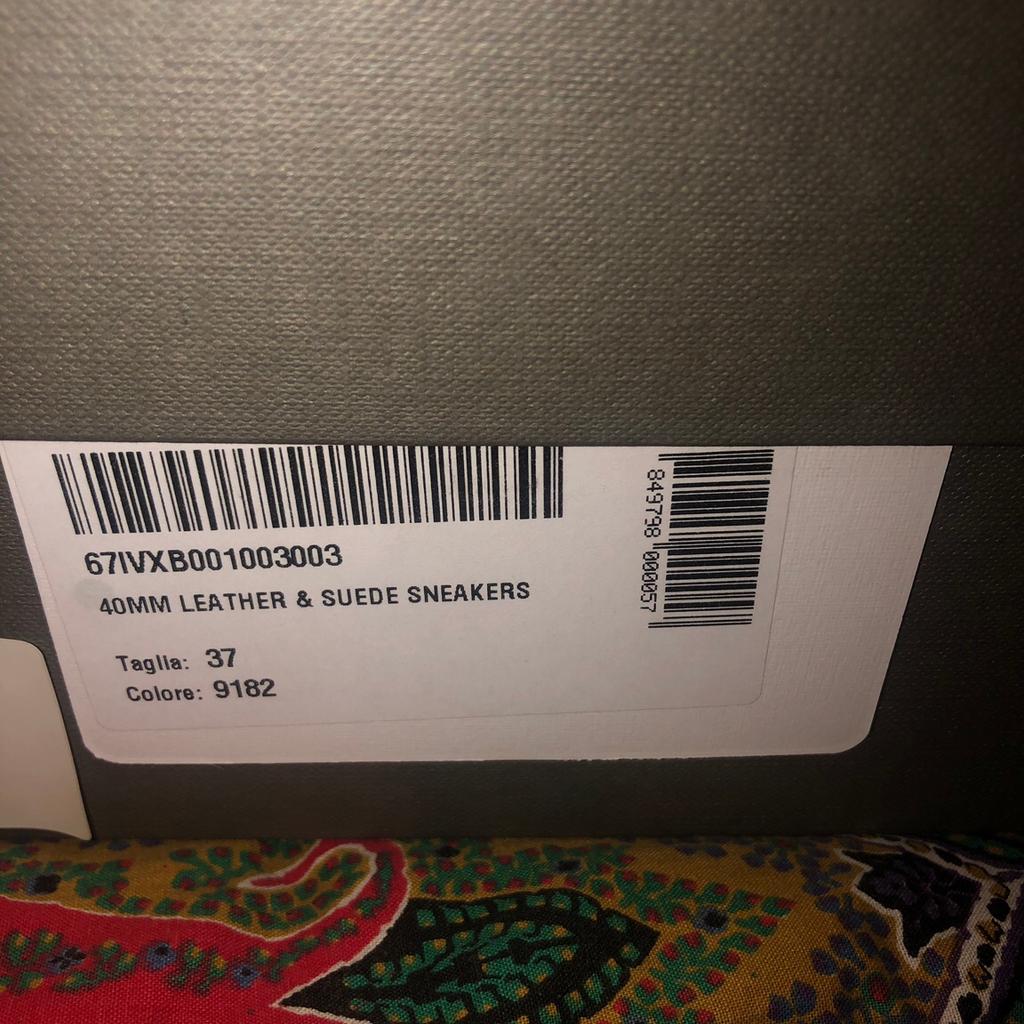 67IVXB001003003
40MM LEATHER & SUEDE SNEAKERS
Taglia: 37
Colore: 9182
849798 000057